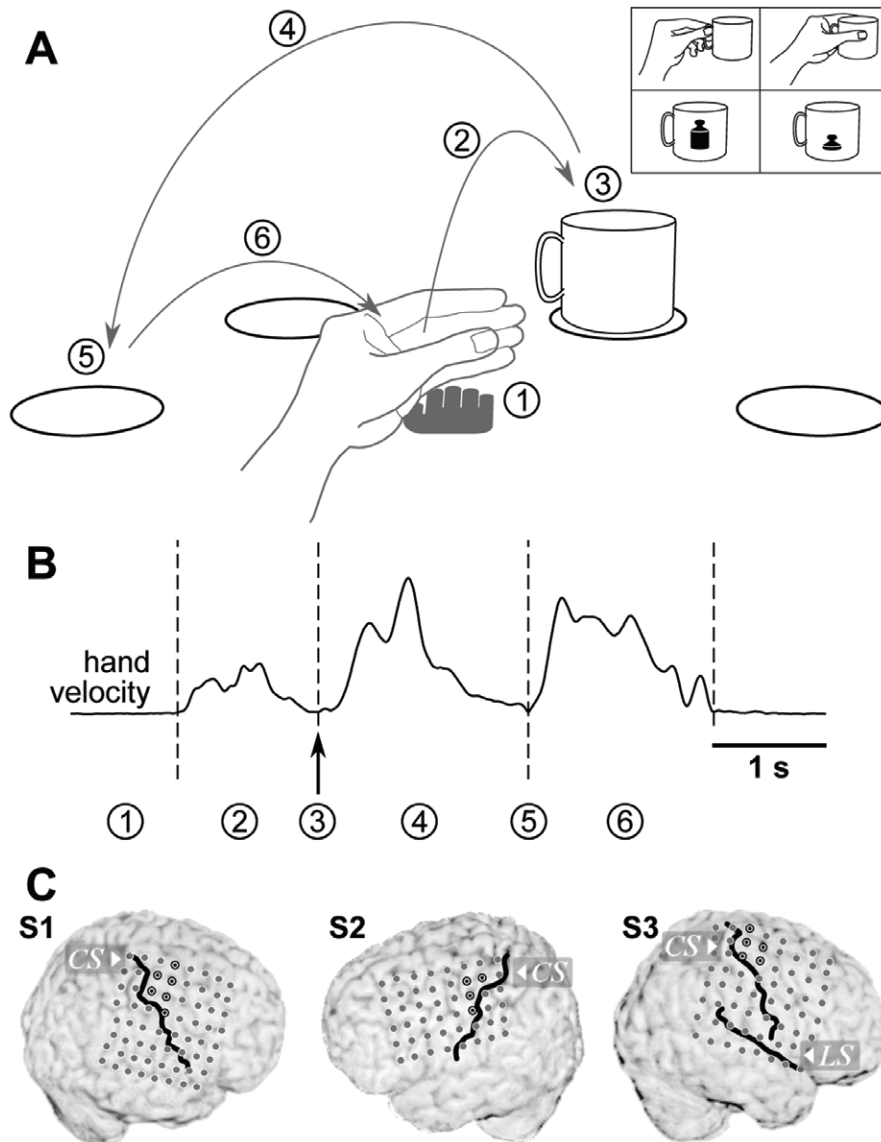 A
④
②
③
⑥
⑤
①
B
hand
velocity
1 s
① ② ③ ④ ⑤ ⑥
C
S1 S2 S3
CS CS CS
LS